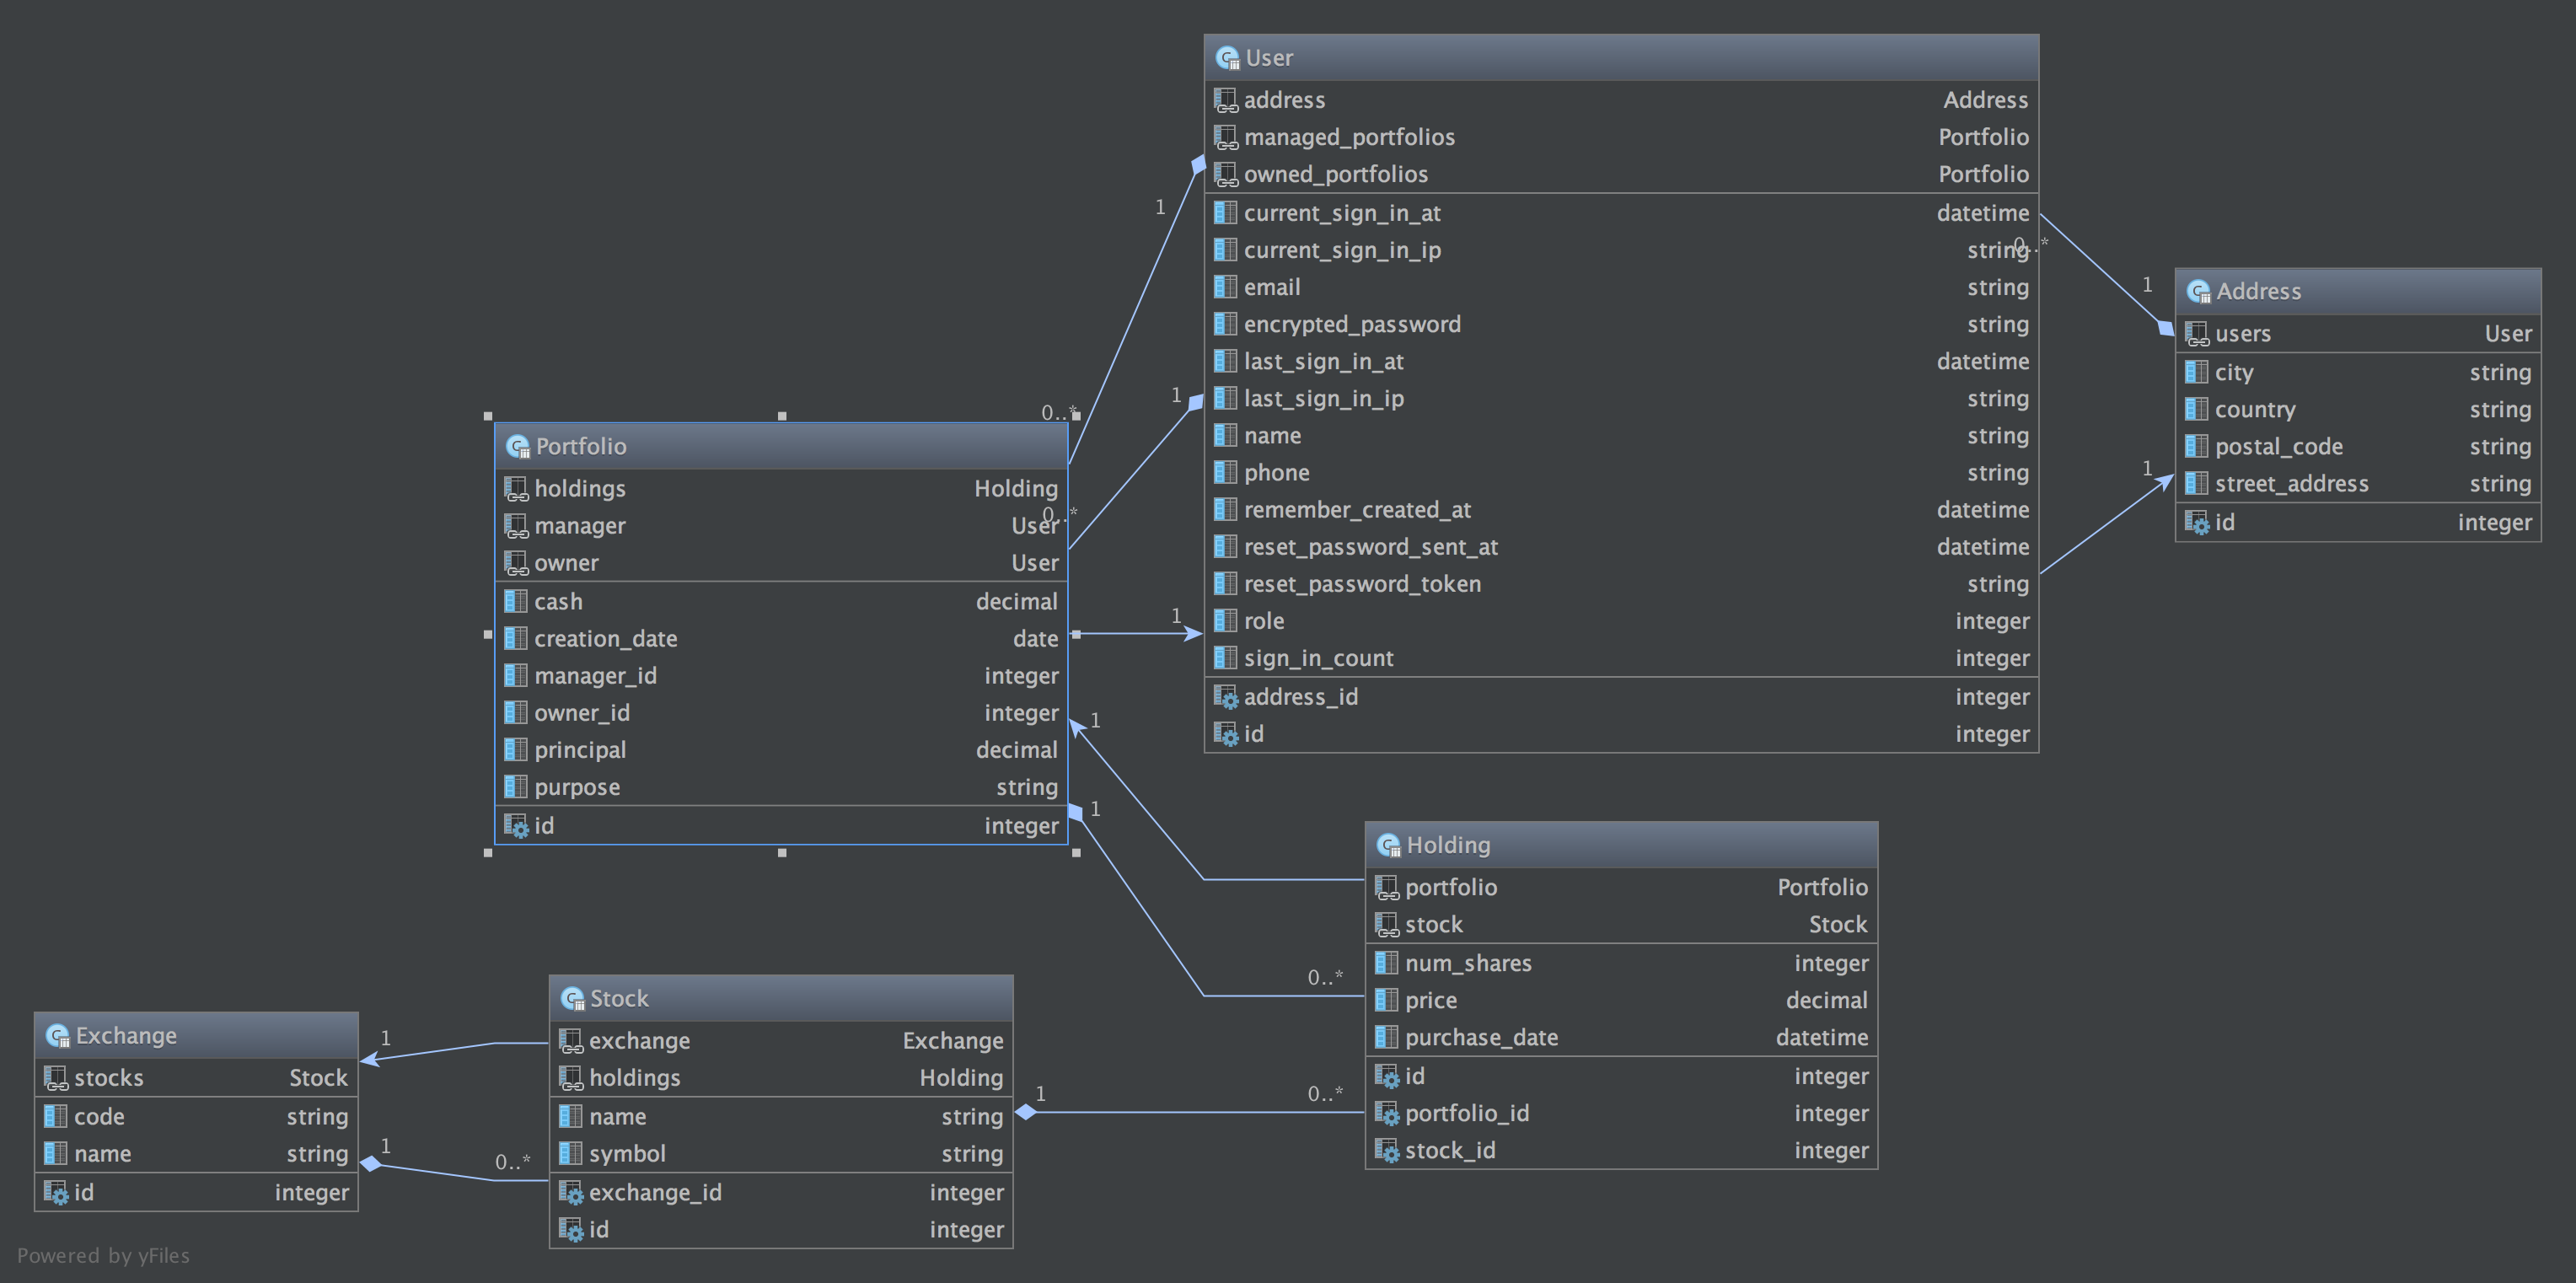 User
address Address
managed_portfolios Portfolio
owned_portfolios Portfolio
current_sign_in_at datetime
current_sign_in_ip string
email string
encrypted_password string
last_sign_in_at datetime
last_sign_in_ip string
name string
phone string
remember_created_at datetime
reset_password_sent_at datetime
reset_password_token string
role integer
sign_in_count integer
address_id integer
id integer
1
0..*
1
0..*
1
0..*
1
1
Address
users User
city string
country string
postal_code string
street_address string
id integer
Portfolio
holdings Holding
manager User
owner User
cash decimal
creation_date date
manager_id integer
owner_id integer
principal decimal
purpose string
id integer
1
1
1
0..*
Holding
portfolio Portfolio
stock Stock
num_shares integer
price decimal
purchase_date datetime
id integer
portfolio_id integer
stock_id integer
Exchange
stocks Stock
code string
name string
id integer
1
1
0..*
Stock
exchange Exchange
holdings Holding
name string
symbol string
exchange_id integer
id integer
1
0..*
Powered by yFiles